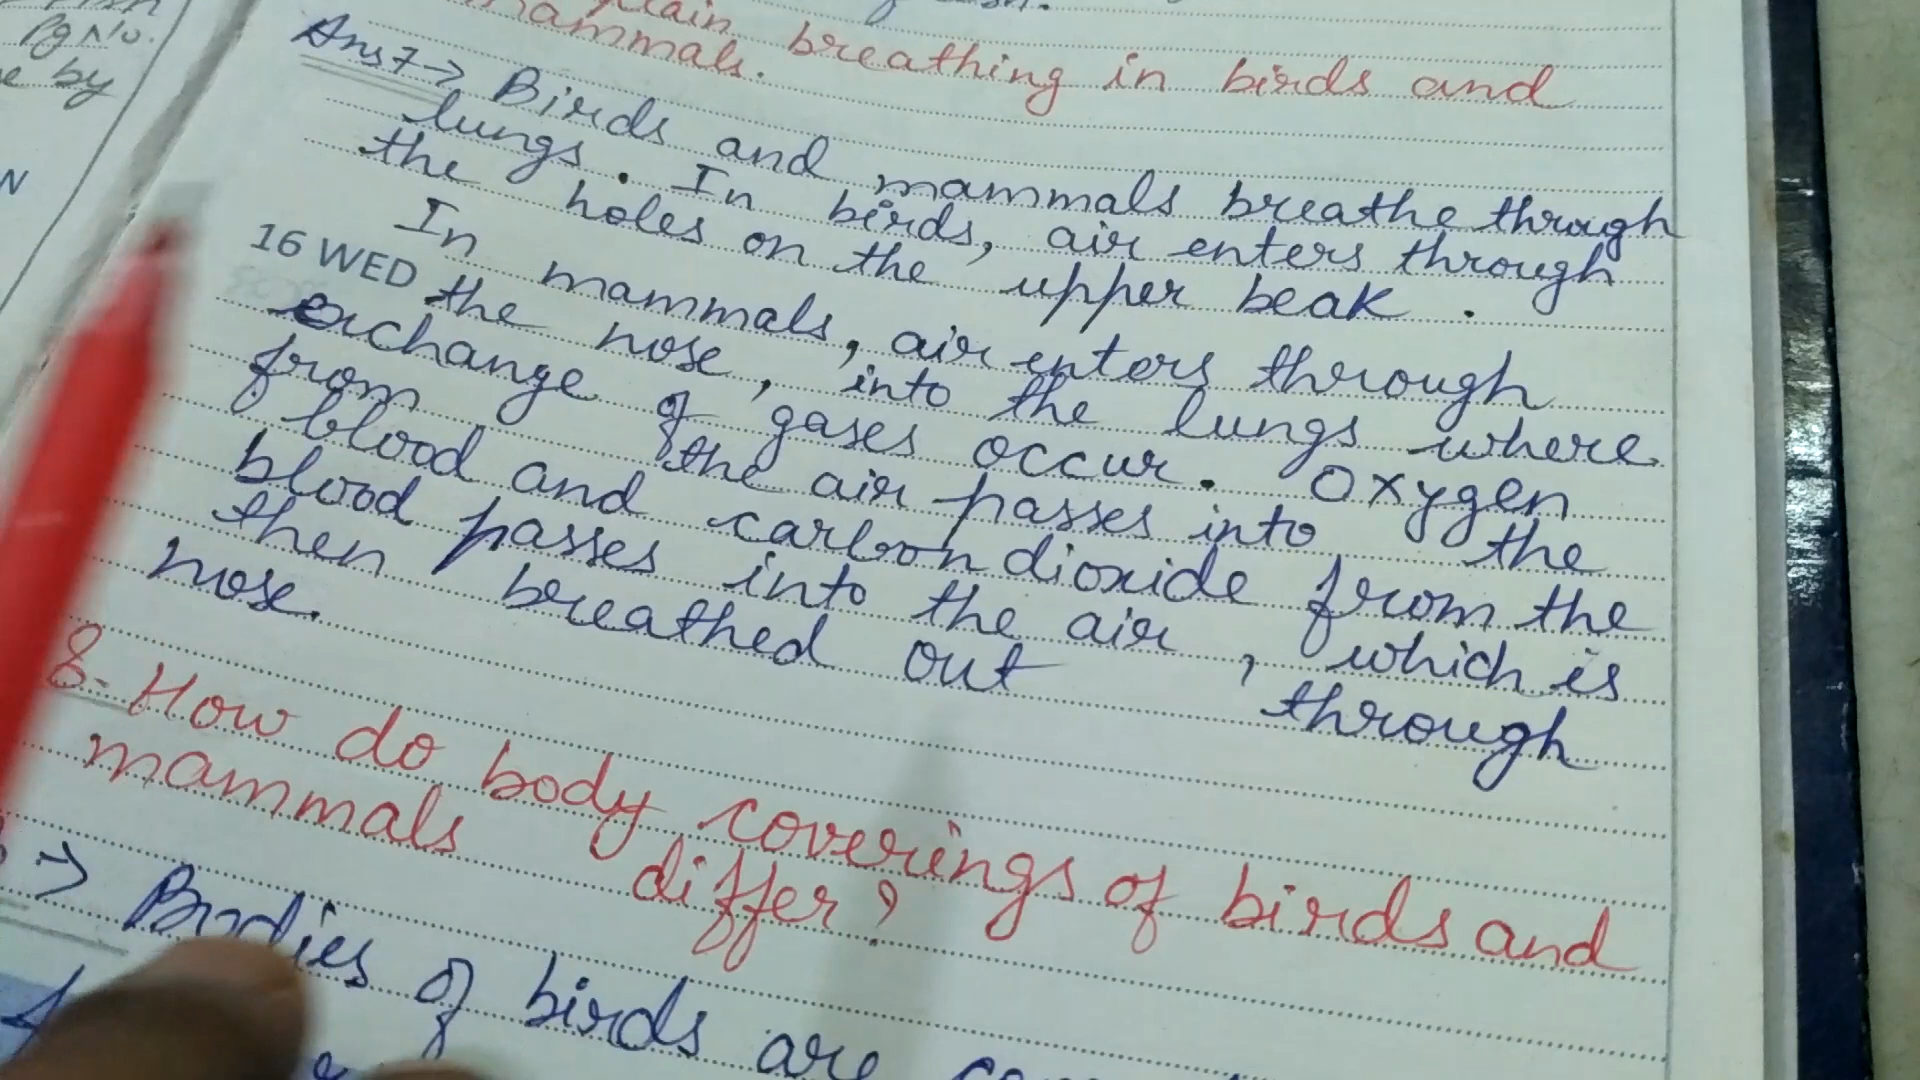 Pg No.
by
breathing in birds and
mammals.
Ans7-> Birds and mammals breathe through
lungs. In birds, air enters through
the holes on the upper beak.
In mammals, air enters through
16 WED
the nose, into the lungs where
exchange of gases occur. Oxygen
from the air passes into the
blood and carbondioxide from the
blood passes into the air, which is
then breathed out through
nose.
8. How do body coverings of birds and
mammals differ?
-> Bodies of birds are